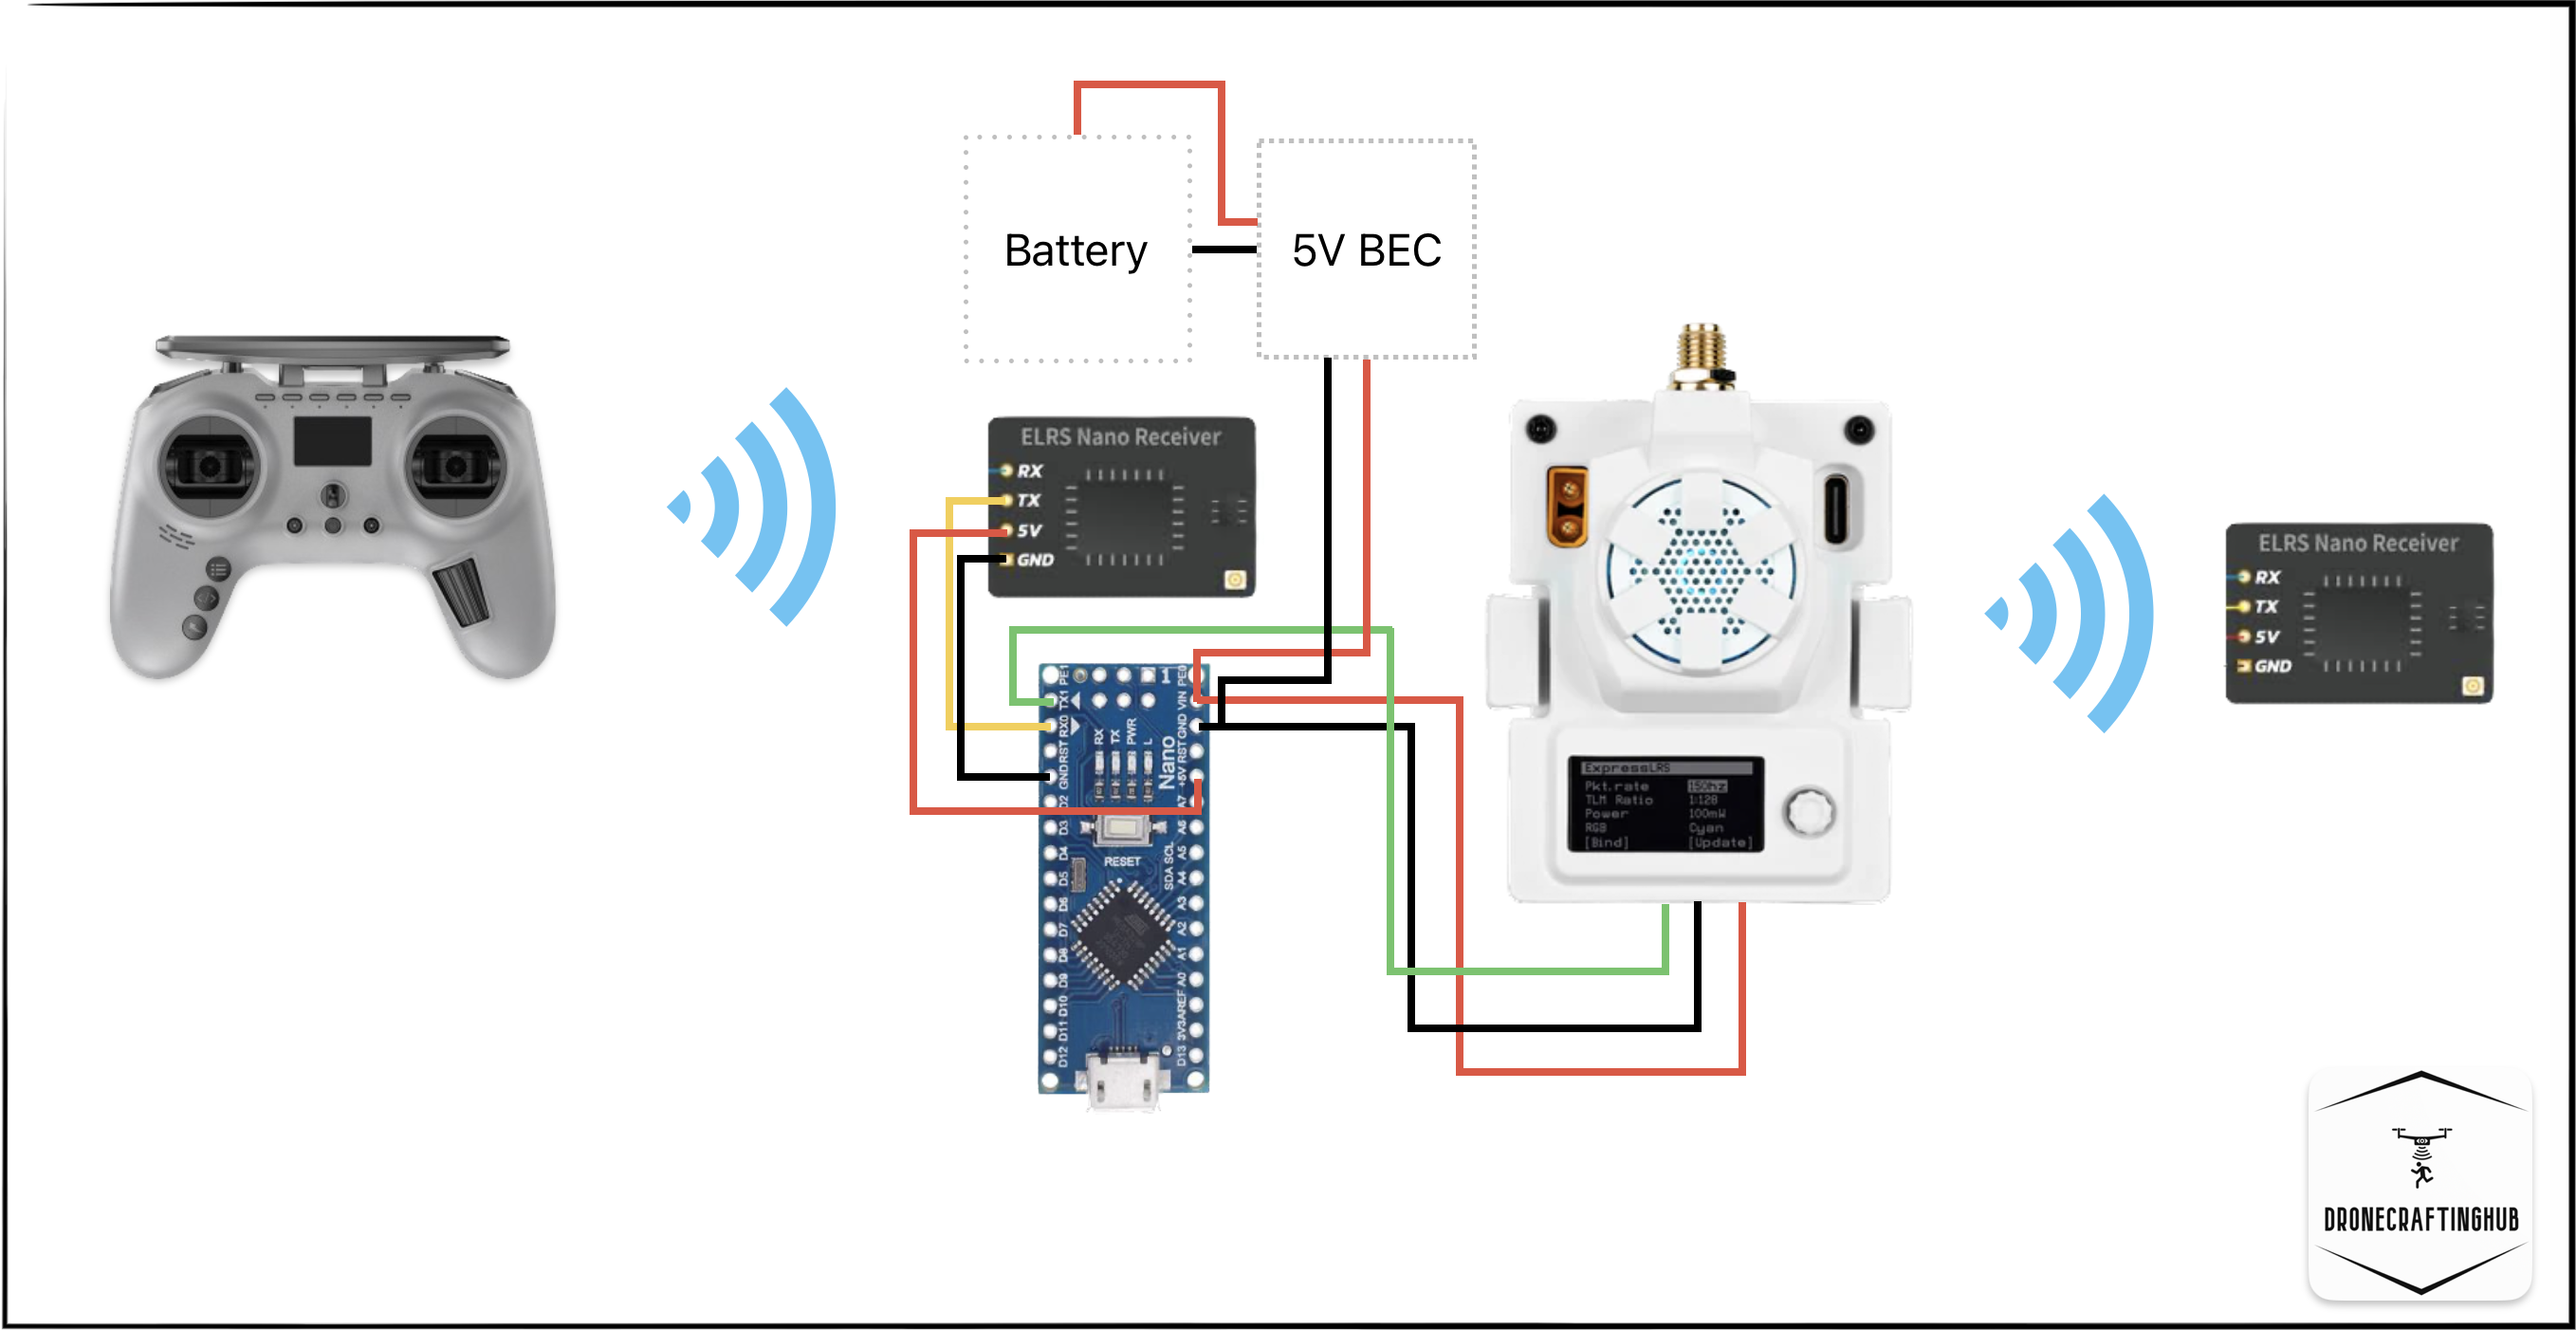 Battery
5V BEC
ELRS Nano Receiver
RX
TX
5V
GND
ELRS Nano Receiver
RX
TX
5V
GND
PE1
TX1
RX0
RST
GND
D2
D3
D4
D5
D6
D7
D8
D9
D10
D11
D12
1
PE0
VIN
GND
RST
+5V
A7
A6
A5
A4
A3
A2
A1
A0
AREF
3V3
D13
RX
TX
PWR
L
Nano
RESET
SDA SCL
ExpressLRS
Pkt.rate 150Hz
TLM Ratio 1:128
Power 100mW
RGB Cyan
[Bind] [Update]
DRONECRAFTINGHUB